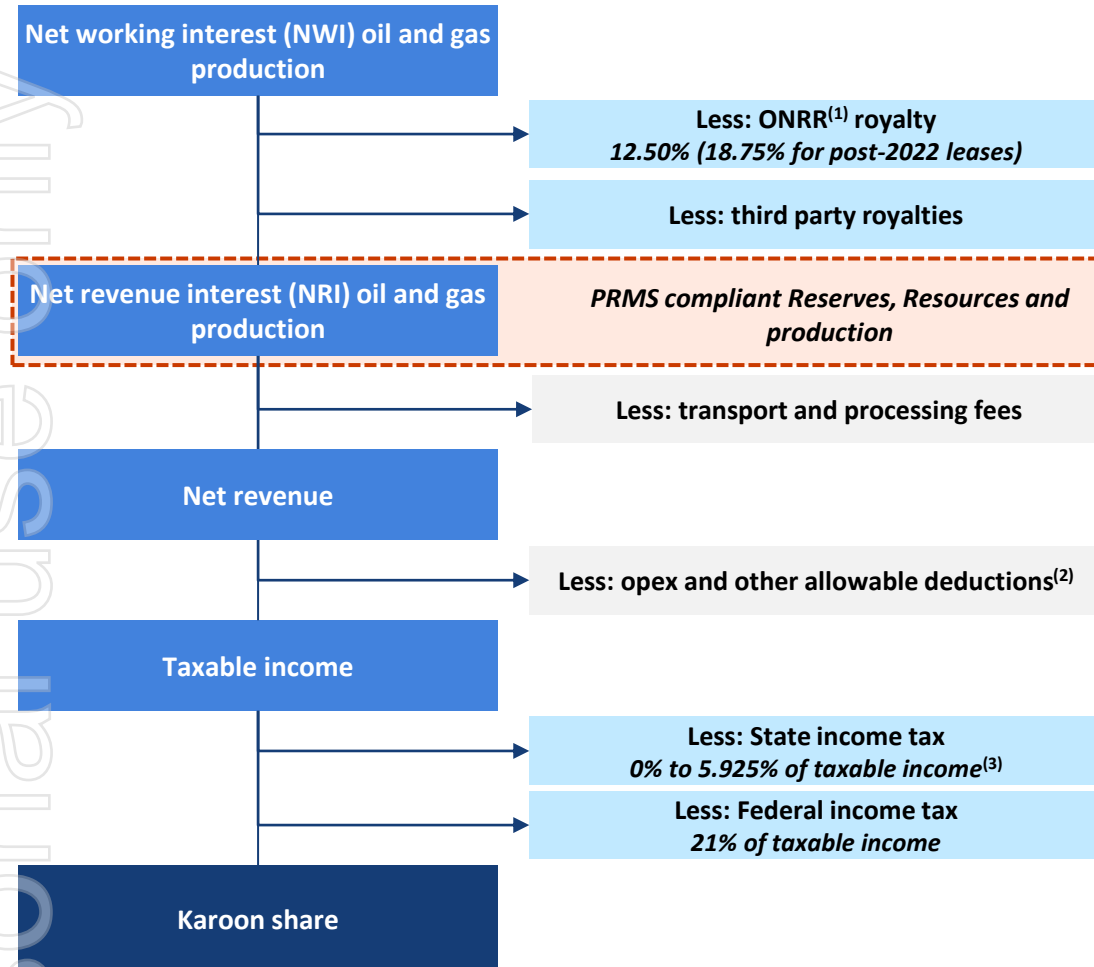 Net working interest (NWI) oil and gas
production
Less: ONRR(1) royalty
12.50% (18.75% for post-2022 leases)
Less: third party royalties
Net revenue interest (NRI) oil and gas
production
PRMS compliant Reserves, Resources and
production
Less: transport and processing fees
Net revenue
Less: opex and other allowable deductions(2)
Taxable income
Less: State income tax
0% to 5.925% of taxable income(3)
Less: Federal income tax
21% of taxable income
Karoon share
use only